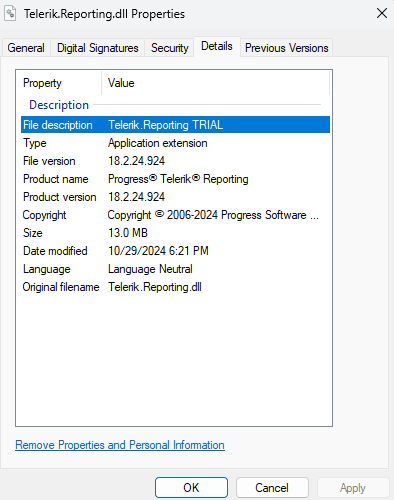 Telerik.Reporting.dll Properties
General Digital Signatures Security Details Previous Versions
Property Value
Description
File description Telerik.Reporting TRIAL
Type Application extension
File version 18.2.24.924
Product name Progress® Telerik® Reporting
Product version 18.2.24.924
Copyright Copyright © 2006-2024 Progress Software ...
Size 13.0 MB
Date modified 10/29/2024 6:21 PM
Language Language Neutral
Original filename Telerik.Reporting.dll
Remove Properties and Personal Information
OK Cancel Apply